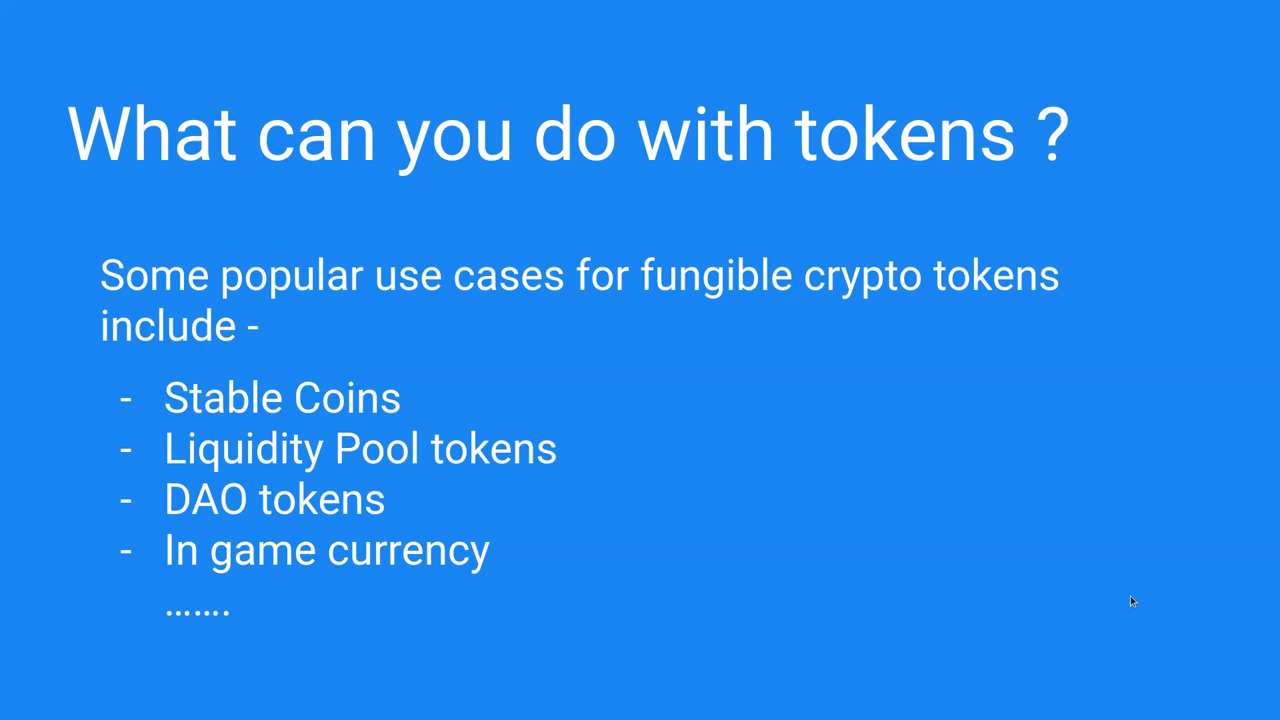 What can you do with tokens ?
Some popular use cases for fungible crypto tokens
include -
- Stable Coins
- Liquidity Pool tokens
- DAO tokens
- In game currency
…….